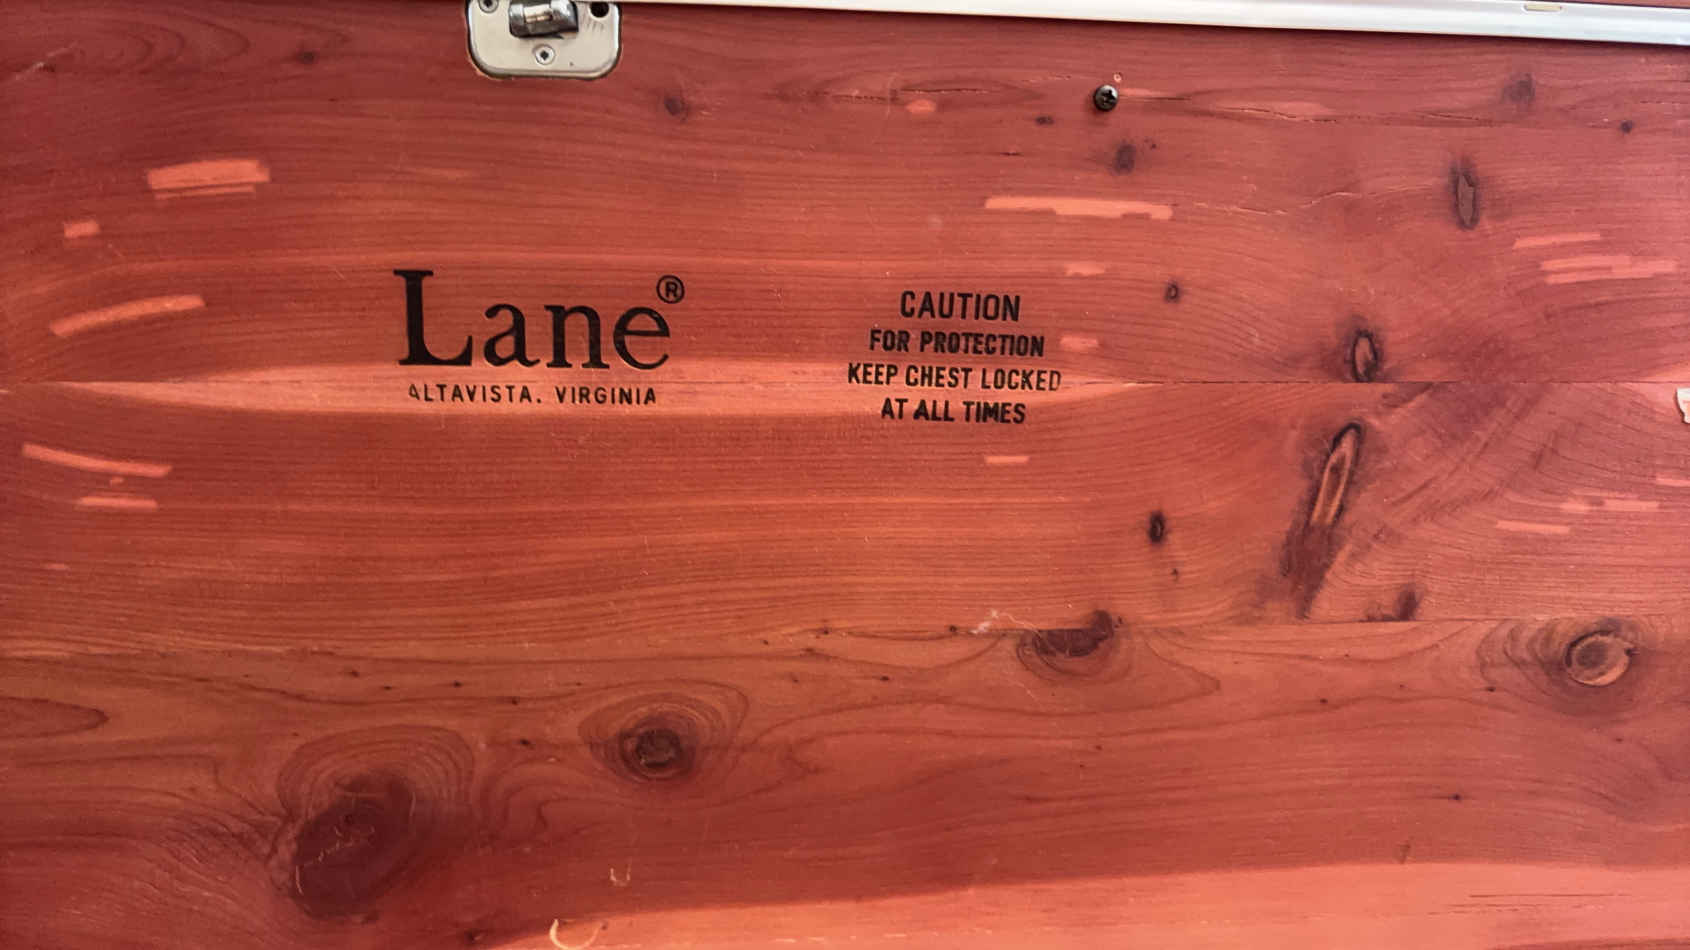 Lane®
ALTAVISTA. VIRGINIA
CAUTION
FOR PROTECTION
KEEP CHEST LOCKED
AT ALL TIMES